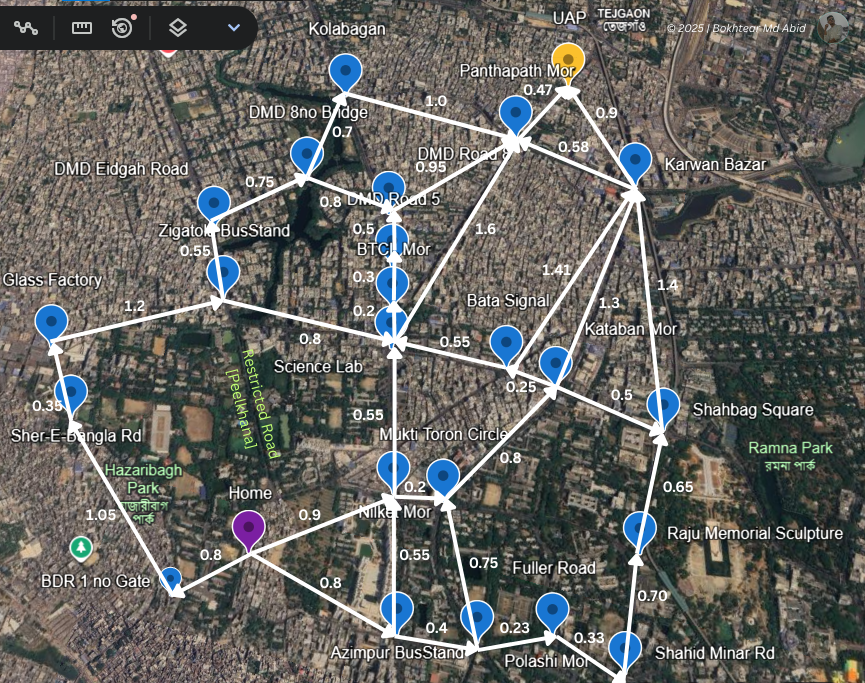 UAP
TEJGAON
তেজগাঁও
© 2025 | Bokhtear Md Abid
Kolabagan
Panthapath Mor
0.47
1.0
0.9
DMD 8no Bridge
0.7
0.58
DMD Road
0.95
DMD Eidgah Road
Karwan Bazar
0.75
0.8
DMD Road 5
Zigatola BusStand
0.5
1.6
0.55
BTCL Mor
Glass Factory
0.3
1.41
1.4
1.2
0.2
Bata Signal
1.3
Kataban Mor
0.8
0.55
Science Lab
Restricted Road
[Peelkhana]
0.25
0.5
0.35
0.55
Shahbag Square
Sher-E-Bangla Rd
Mukti Toron Circle
0.8
Ramna Park
রমনা পার্ক
Hazaribagh
Park
হাজারীবাগ
পার্ক
Home
0.2
0.65
1.05
0.9
Nilket Mor
Raju Memorial Sculpture
BDR 1 no Gate
0.8
0.55
0.75
Fuller Road
0.8
0.70
0.4
0.23
0.33
Azimpur BusStand
Polashi Mor
Shahid Minar Rd